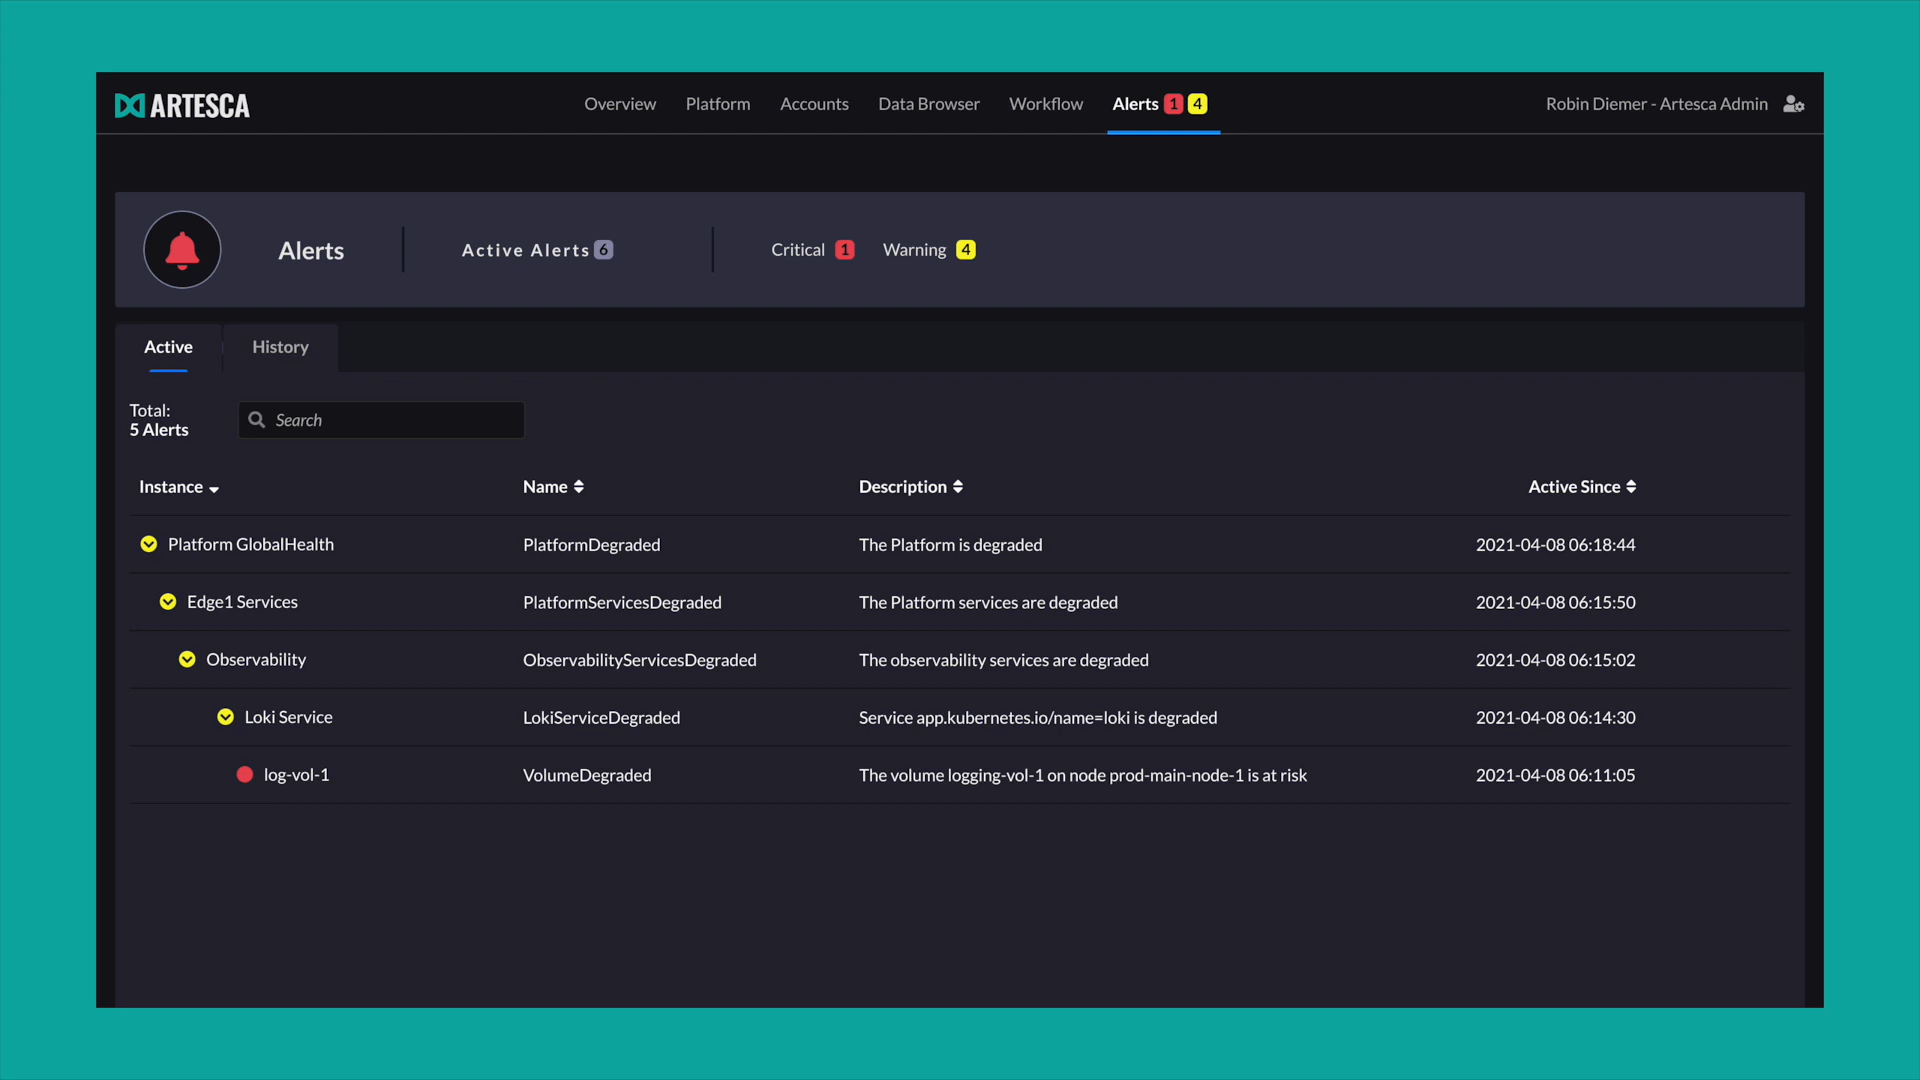 ARTESCA
Overview Platform Accounts Data Browser Workflow Alerts 1 4
Robin Diemer - Artesca Admin
Alerts Active Alerts 6 Critical 1 Warning 4
Active History
Total:
5 Alerts
Search
Instance Name Description Active Since
Platform GlobalHealth PlatformDegraded The Platform is degraded 2021-04-08 06:18:44
Edge1 Services PlatformServicesDegraded The Platform services are degraded 2021-04-08 06:15:50
Observability ObservabilityServicesDegraded The observability services are degraded 2021-04-08 06:15:02
Loki Service LokiServiceDegraded Service app.kubernetes.io/name=loki is degraded 2021-04-08 06:14:30
log-vol-1 VolumeDegraded The volume logging-vol-1 on node prod-main-node-1 is at risk 2021-04-08 06:11:05